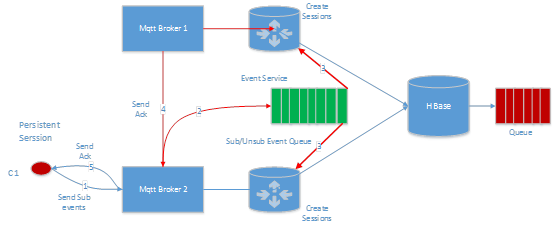 Create
Sessions
Mqtt Broker 1
3
Event Service
Send
Ack
4
2
HBase
Persistent
Serssion
Queue
Sub/Unsub Event Queue
3
Send
Ack
5
C1
1
Mqtt Broker 2
Send Sub
events
Create
Sessions